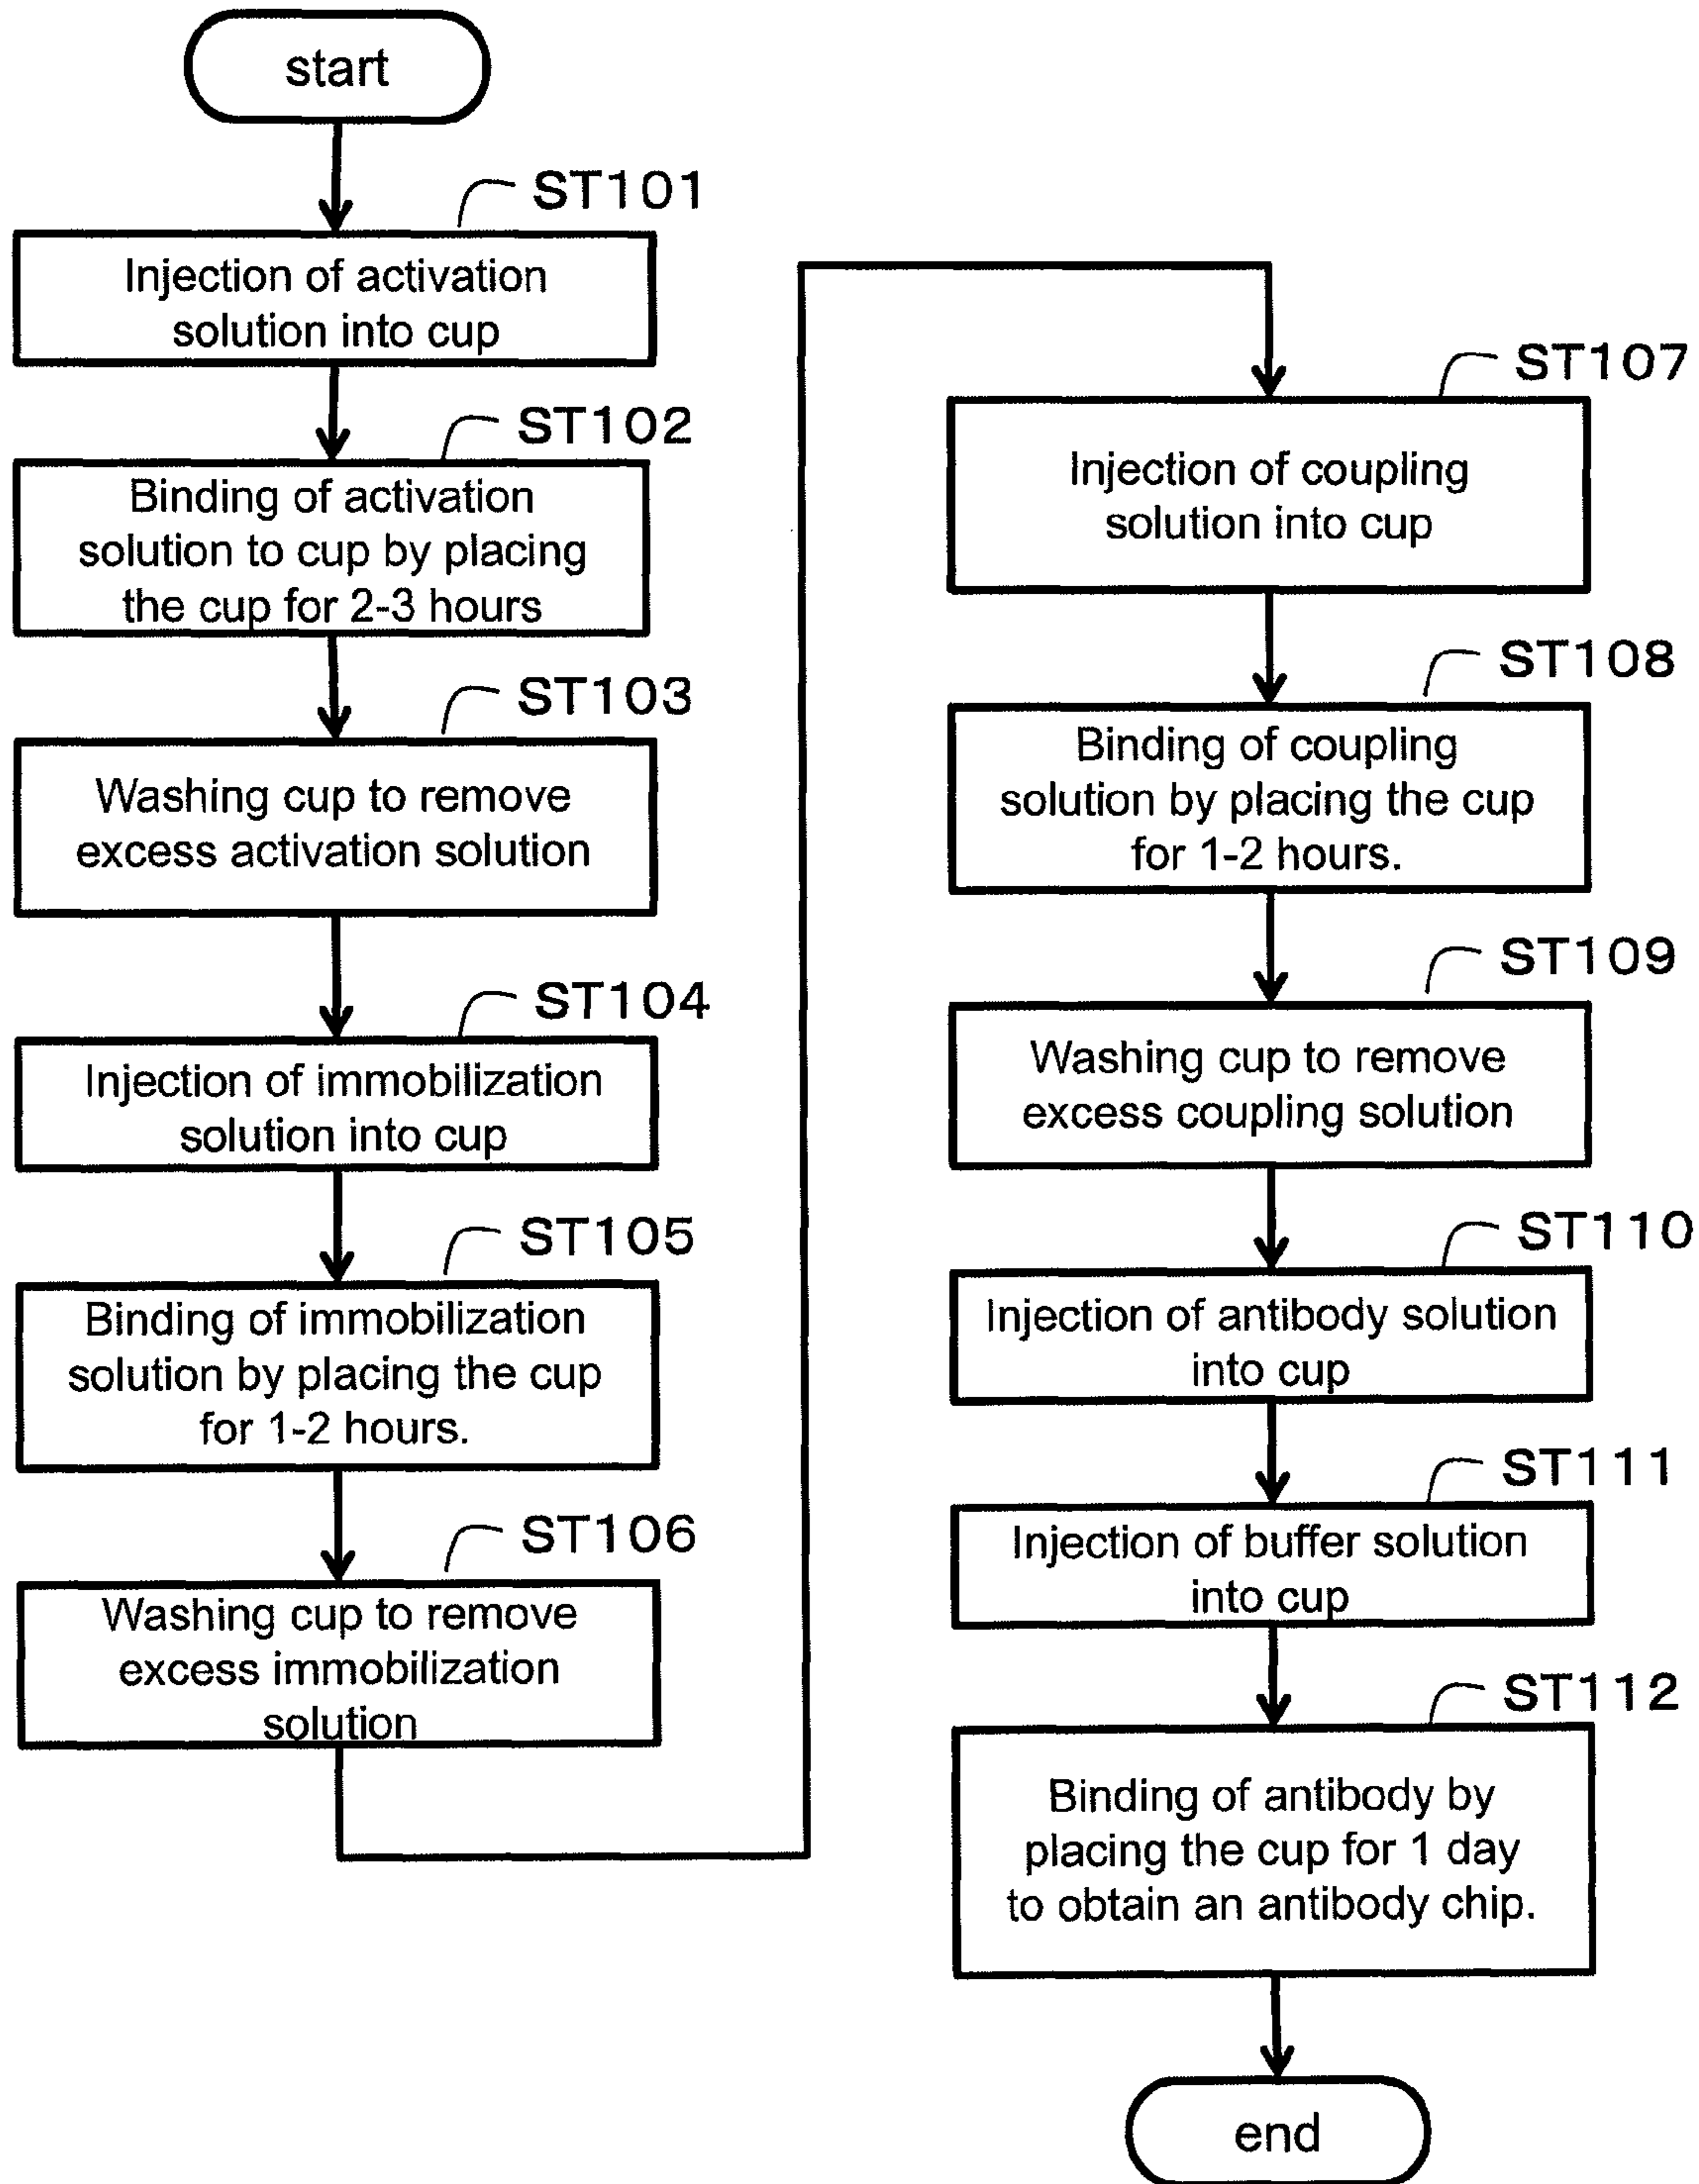 start
ST101
Injection of activation
solution into cup
ST102
Binding of activation
solution to cup by placing
the cup for 2-3 hours
ST103
Washing cup to remove
excess activation solution
ST104
Injection of immobilization
solution into cup
ST105
Binding of immobilization
solution by placing the cup
for 1-2 hours.
ST106
Washing cup to remove
excess immobilization
solution
ST107
Injection of coupling
solution into cup
ST108
Binding of coupling
solution by placing the cup
for 1-2 hours.
ST109
Washing cup to remove
excess coupling solution
ST110
Injection of antibody solution
into cup
ST111
Injection of buffer solution
into cup
ST112
Binding of antibody by
placing the cup for 1 day
to obtain an antibody chip.
end